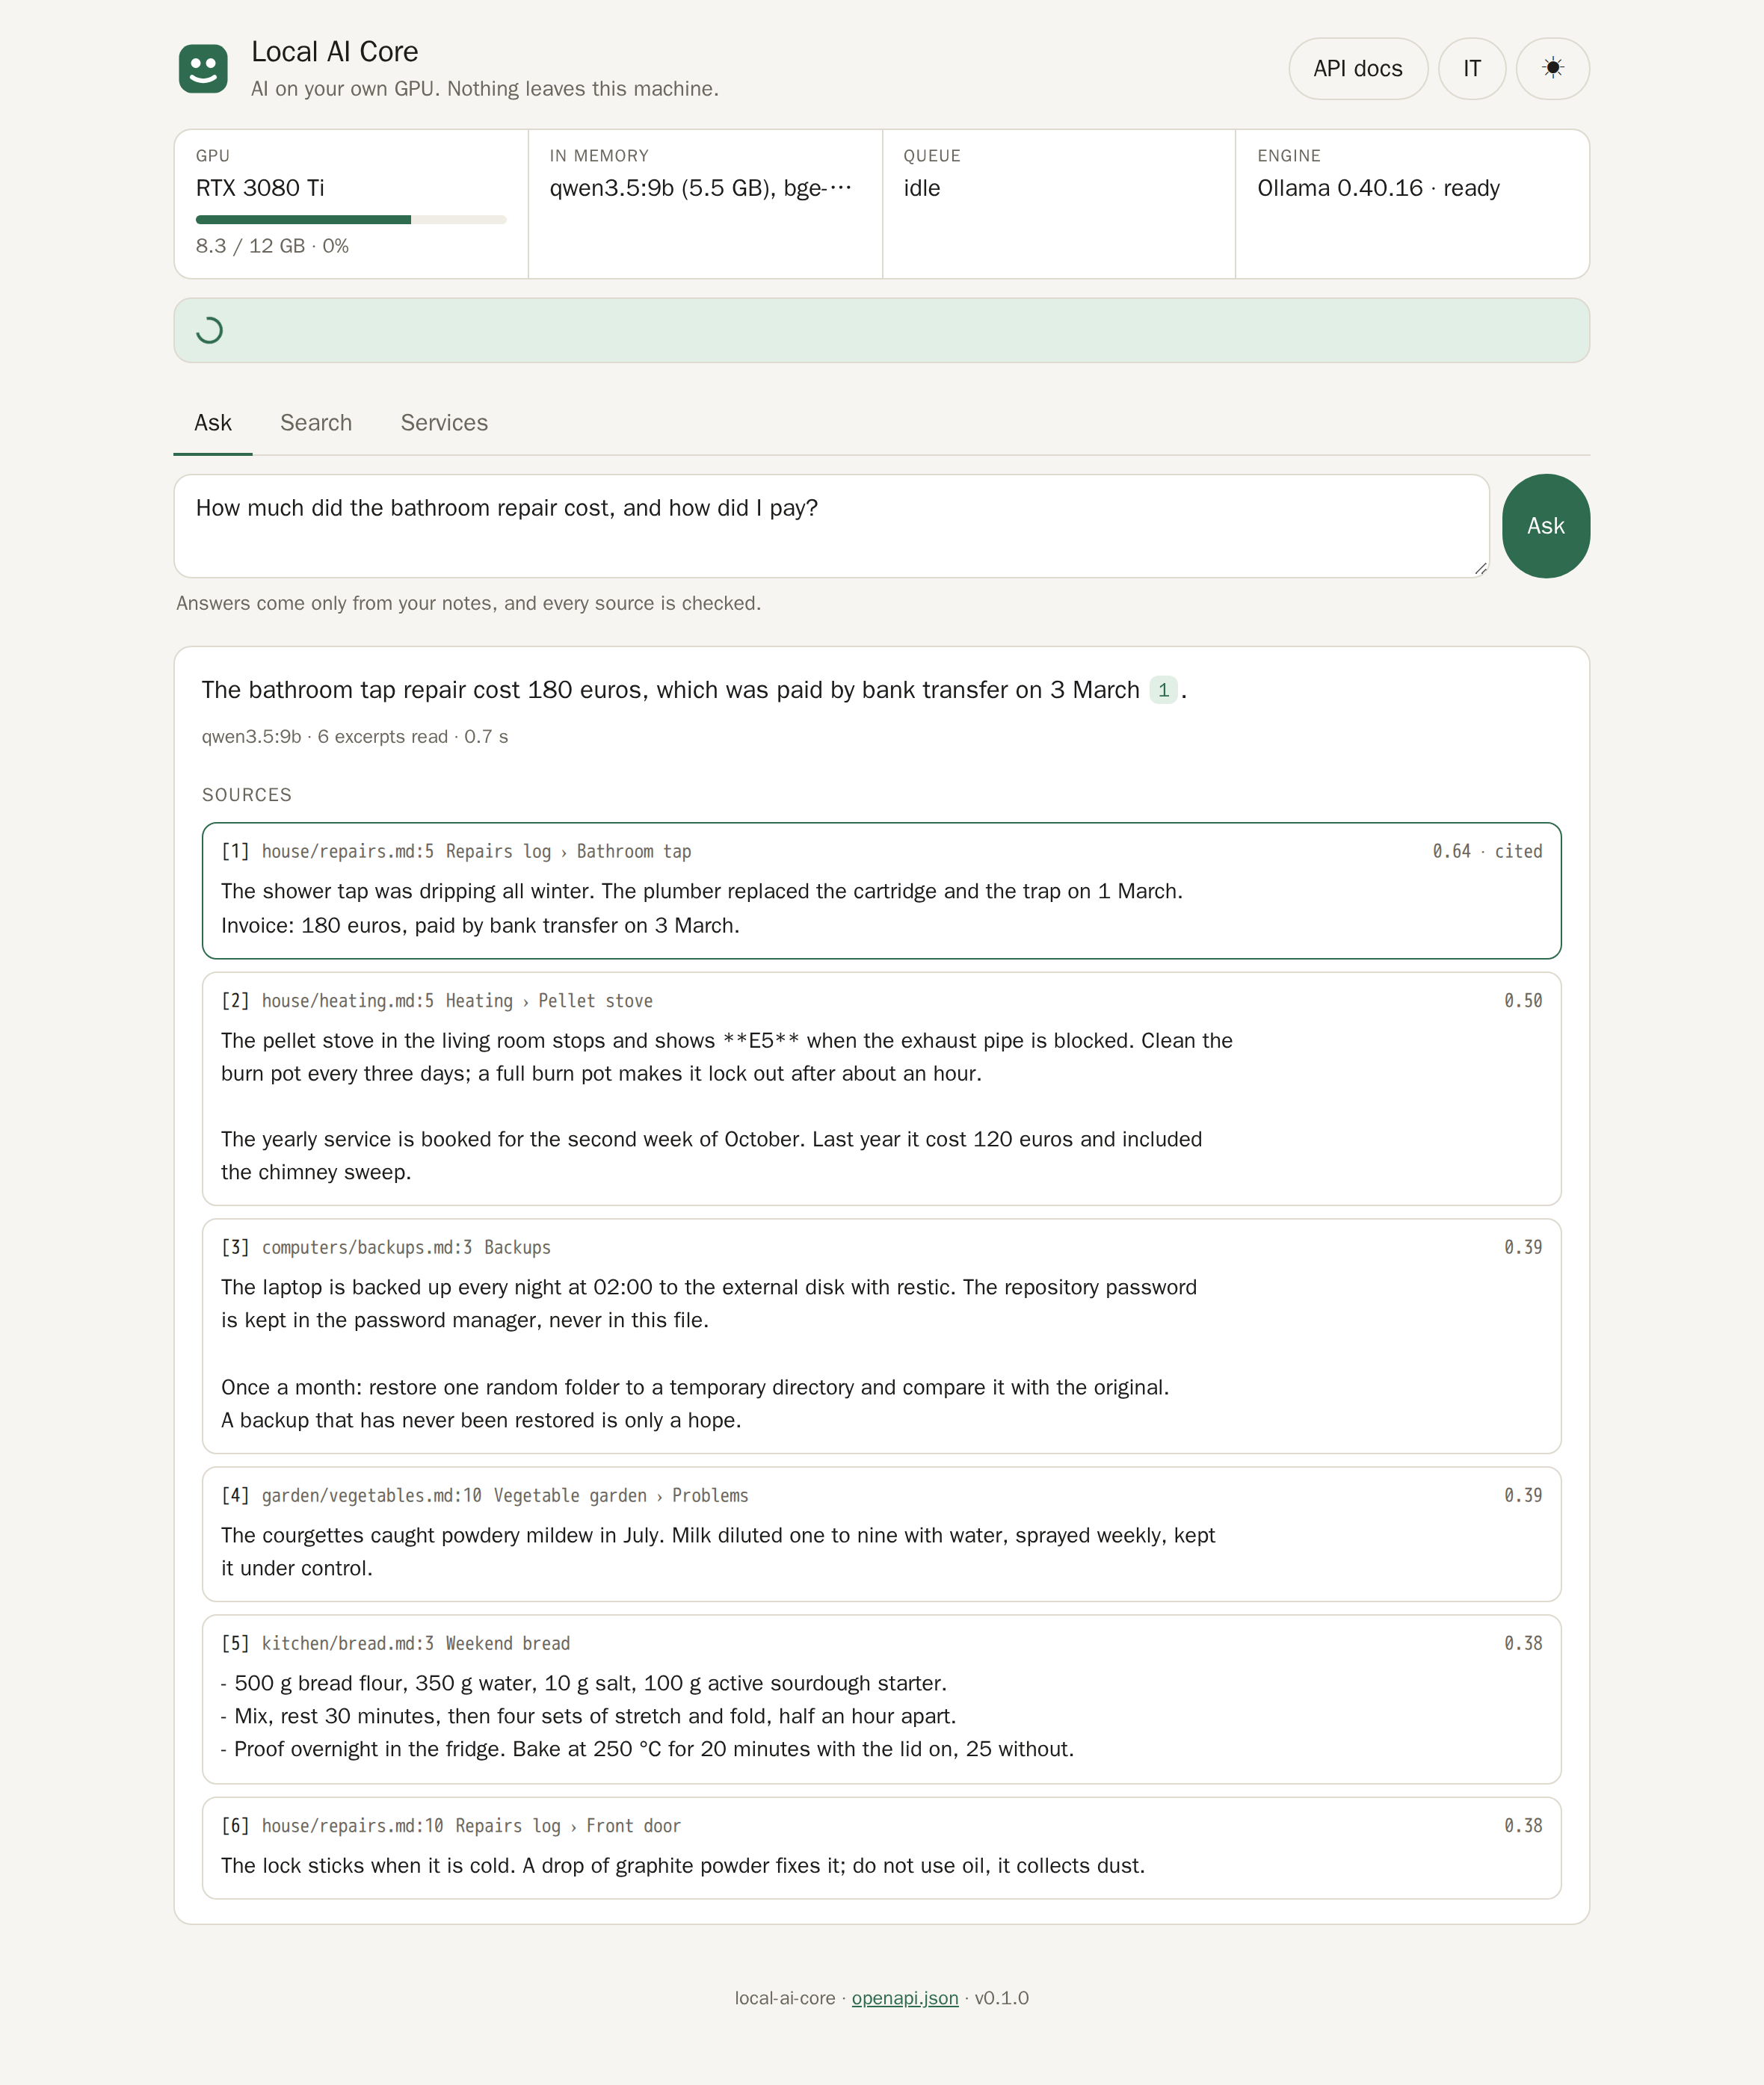 Local AI Core
AI on your own GPU. Nothing leaves this machine.
API docs
IT
GPU
RTX 3080 Ti
8.3 / 12 GB · 0%
IN MEMORY
qwen3.5:9b (5.5 GB), bge-···
QUEUE
idle
ENGINE
Ollama 0.40.16 · ready
Ask
Search
Services
How much did the bathroom repair cost, and how did I pay?
Ask
Answers come only from your notes, and every source is checked.
The bathroom tap repair cost 180 euros, which was paid by bank transfer on 3 March 1 .
qwen3.5:9b · 6 excerpts read · 0.7 s
SOURCES
[1] house/repairs.md:5 Repairs log › Bathroom tap 0.64 · cited
The shower tap was dripping all winter. The plumber replaced the cartridge and the trap on 1 March.
Invoice: 180 euros, paid by bank transfer on 3 March.
[2] house/heating.md:5 Heating › Pellet stove 0.50
The pellet stove in the living room stops and shows **E5** when the exhaust pipe is blocked. Clean the
burn pot every three days; a full burn pot makes it lock out after about an hour.
The yearly service is booked for the second week of October. Last year it cost 120 euros and included
the chimney sweep.
[3] computers/backups.md:3 Backups 0.39
The laptop is backed up every night at 02:00 to the external disk with restic. The repository password
is kept in the password manager, never in this file.
Once a month: restore one random folder to a temporary directory and compare it with the original.
A backup that has never been restored is only a hope.
[4] garden/vegetables.md:10 Vegetable garden › Problems 0.39
The courgettes caught powdery mildew in July. Milk diluted one to nine with water, sprayed weekly, kept
it under control.
[5] kitchen/bread.md:3 Weekend bread 0.38
- 500 g bread flour, 350 g water, 10 g salt, 100 g active sourdough starter.
- Mix, rest 30 minutes, then four sets of stretch and fold, half an hour apart.
- Proof overnight in the fridge. Bake at 250 °C for 20 minutes with the lid on, 25 without.
[6] house/repairs.md:10 Repairs log › Front door 0.38
The lock sticks when it is cold. A drop of graphite powder fixes it; do not use oil, it collects dust.
local-ai-core · openapi.json · v0.1.0